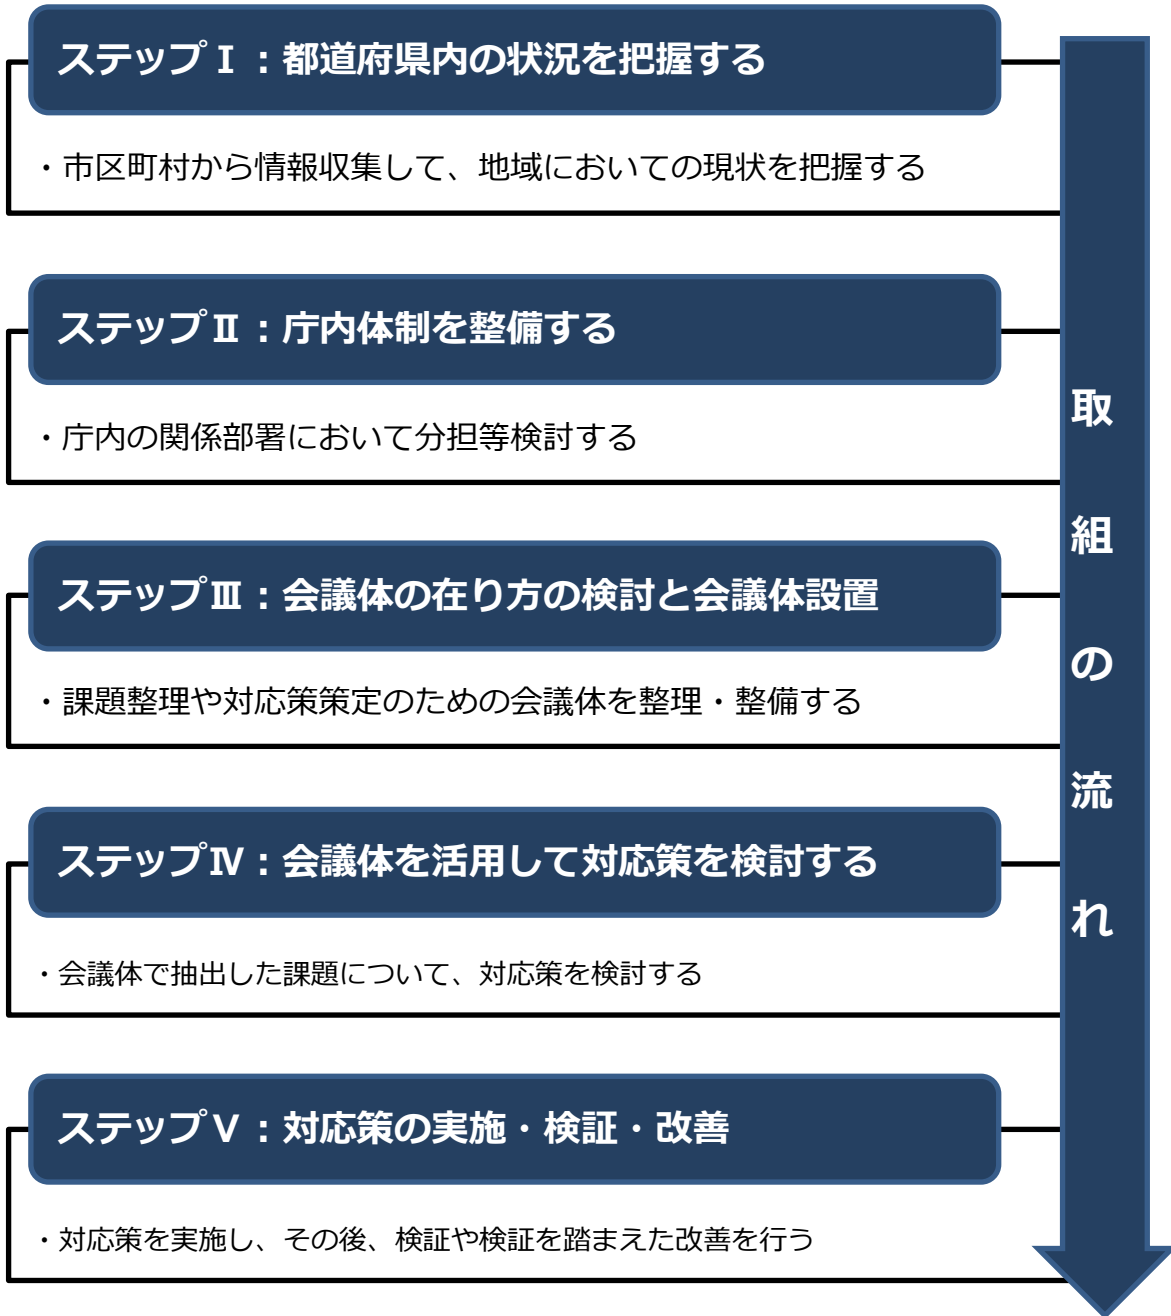 ステップⅠ：都道府県内の状況を把握する
・市区町村から情報収集して、地域においての現状を把握する
ステップⅡ：庁内体制を整備する
・庁内の関係部署において分担等検討する
ステップⅢ：会議体の在り方の検討と会議体設置
・課題整理や対応策策定のための会議体を整理・整備する
ステップⅣ：会議体を活用して対応策を検討する
・会議体で抽出した課題について、対応策を検討する
ステップⅤ：対応策の実施・検証・改善
・対応策を実施し、その後、検証や検証を踏まえた改善を行う
取組の流れ